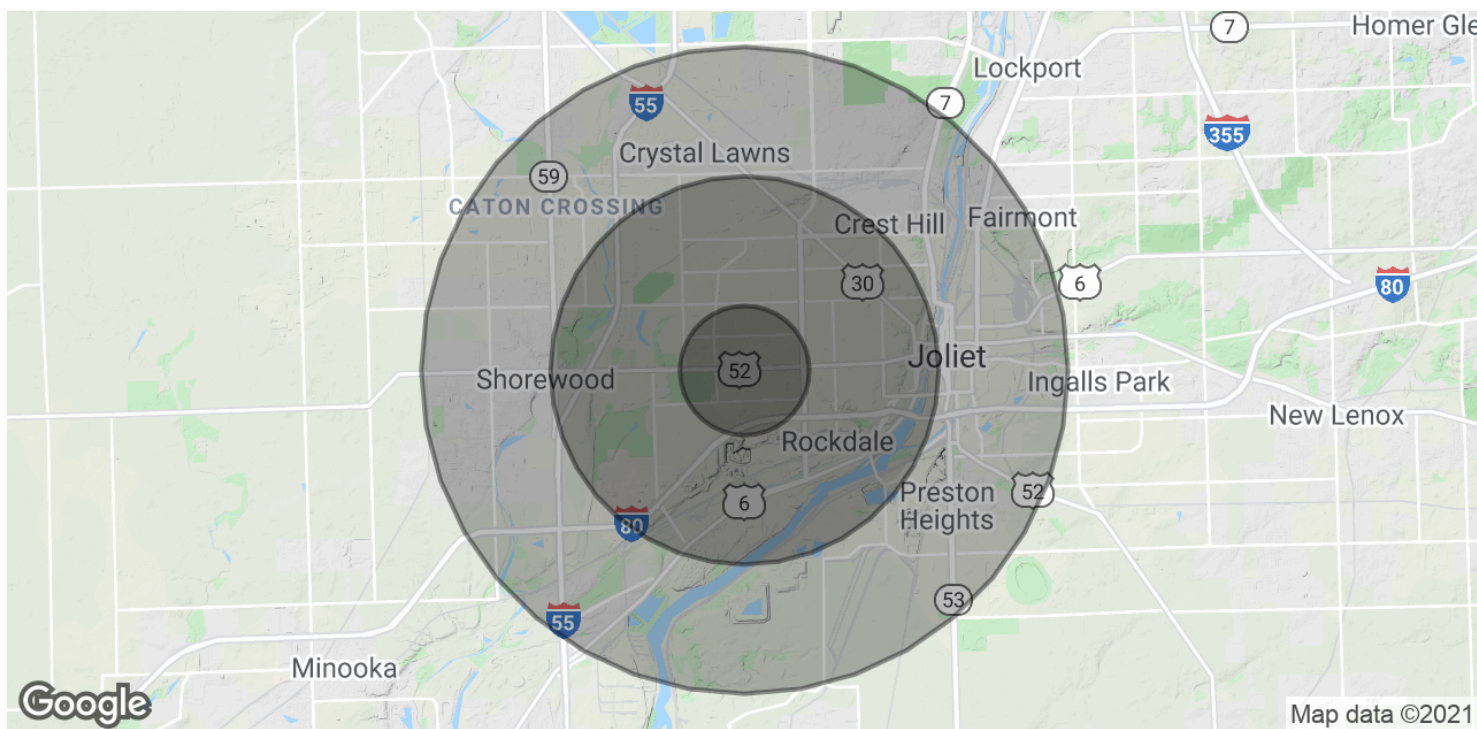 7
Homer Gle
Lockport
55
7
355
Crystal Lawns
59
CATON CROSSING
Crest Hill
Fairmont
30
6
80
Joliet
52
Shorewood
Ingalls Park
New Lenox
Rockdale
6
Preston
Heights
52
80
53
55
Minooka
Google
Map data ©2021